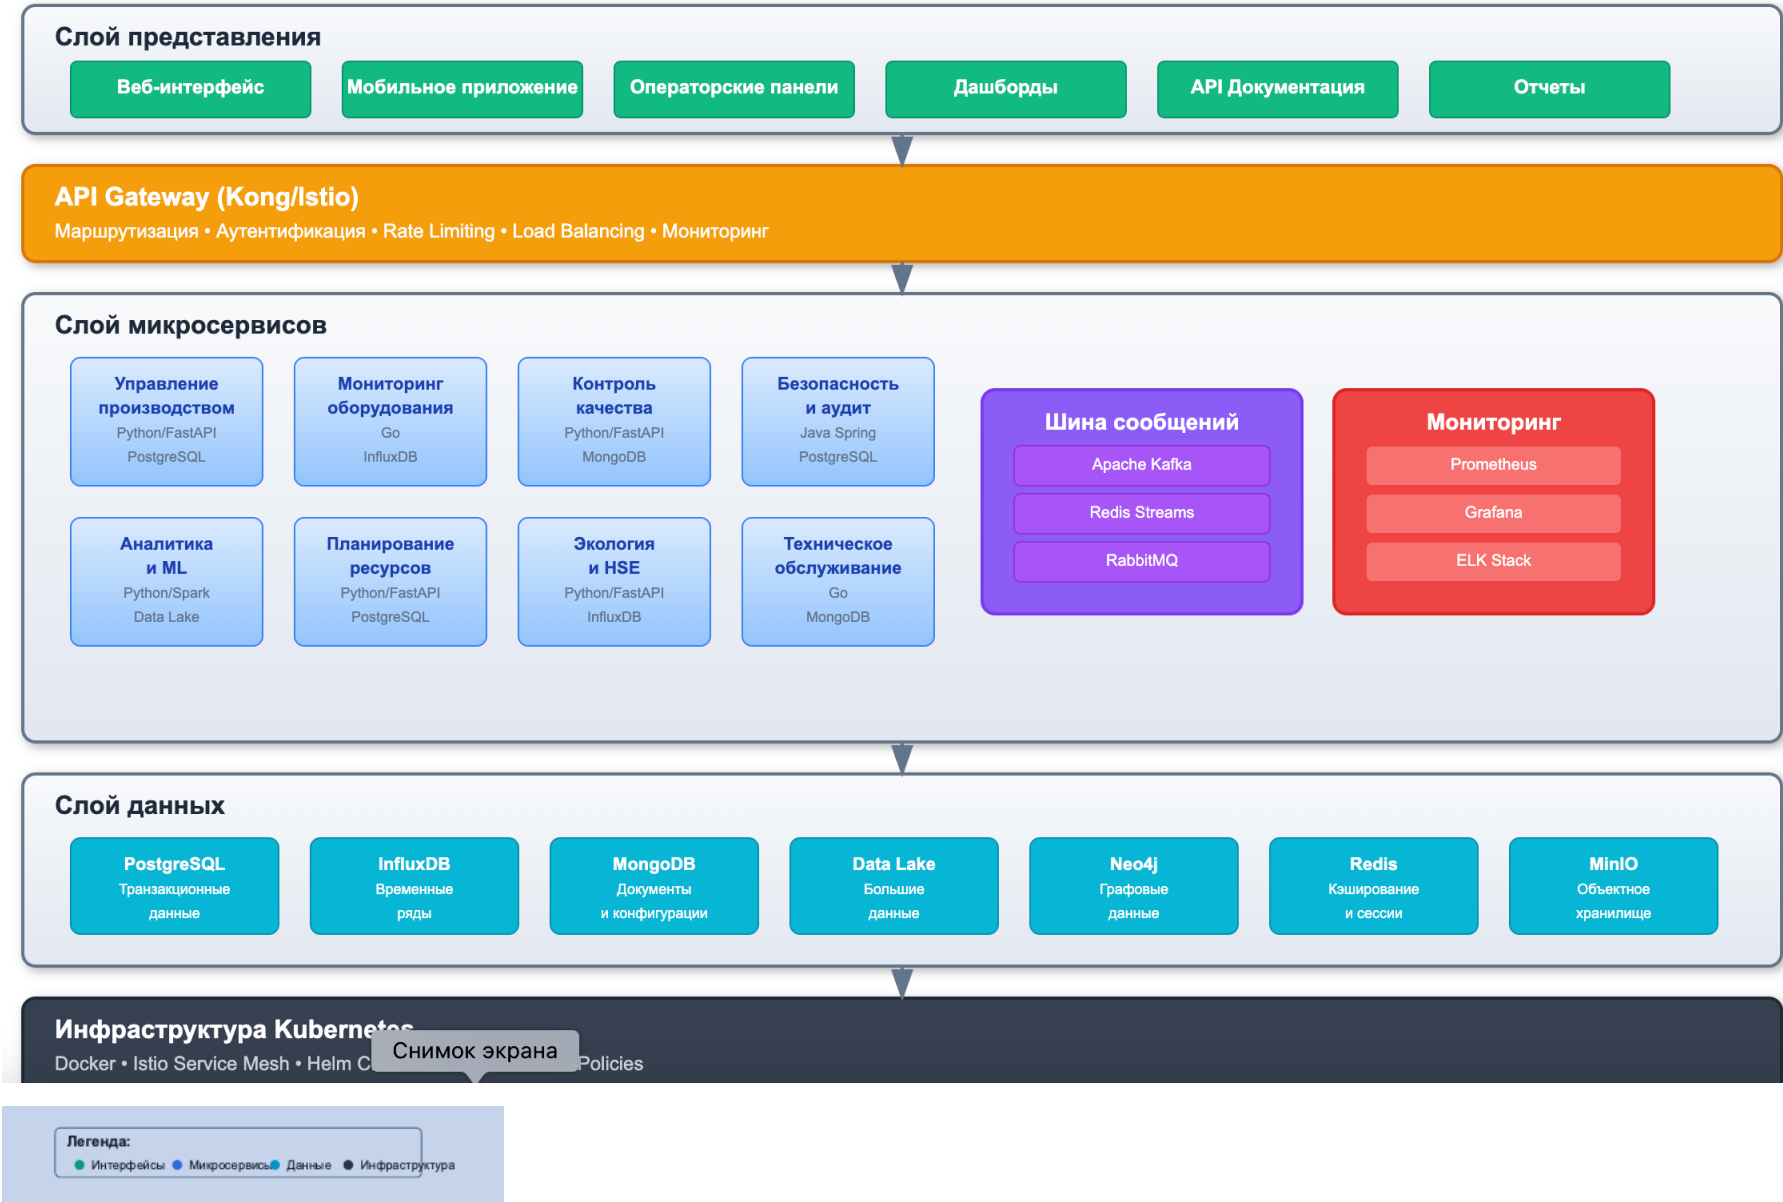 Слой представления
Веб-интерфейс
Мобильное приложение
Операторские панели
Дашборды
API Документация
Отчеты
API Gateway (Kong/Istio)
Маршрутизация • Аутентификация • Rate Limiting • Load Balancing • Мониторинг
Слой микросервисов
Управление
производством
Python/FastAPI
PostgreSQL
Мониторинг
оборудования
Go
InfluxDB
Контроль
качества
Python/FastAPI
MongoDB
Безопасность
и аудит
Java Spring
PostgreSQL
Аналитика
и ML
Python/Spark
Data Lake
Планирование
ресурсов
Python/FastAPI
PostgreSQL
Экология
и HSE
Python/FastAPI
InfluxDB
Техническое
обслуживание
Go
MongoDB
Шина сообщений
Apache Kafka
Redis Streams
RabbitMQ
Мониторинг
Prometheus
Grafana
ELK Stack
Слой данных
PostgreSQL
Транзакционные
данные
InfluxDB
Временные
ряды
MongoDB
Документы
и конфигурации
Data Lake
Большие
данные
Neo4j
Графовые
данные
Redis
Кэширование
и сессии
MinIO
Объектное
хранилище
Инфраструктура Kubernetes
Docker • Istio Service Mesh • Helm Policies
Снимок экрана
Легенда:
Интерфейсы Микросервисы Данные Инфраструктура